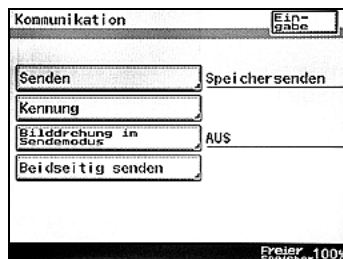 Kommunikation
Ein-
gabe
Senden
Speichersenden
Kennung
Bilddrehung in
Sendemodus
AUS
Beidseitig senden
Freier
Speicher 100%